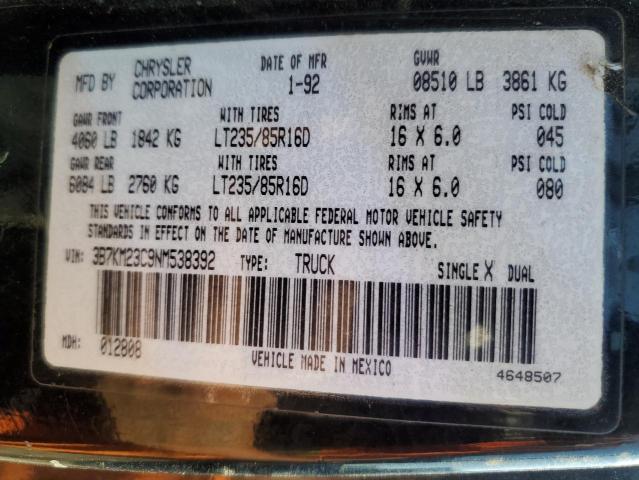 MFD BY CHRYSLER CORPORATION DATE OF MFR 1-92 GVWR 08510 LB 3861 KG
GAWR FRONT WITH TIRES RIMS AT PSI COLD
4060 LB 1842 KG LT235/85R16D 16 X 6.0 045
GAWR REAR WITH TIRES RIMS AT PSI COLD
6084 LB 2760 KG LT235/85R16D 16 X 6.0 080
THIS VEHICLE CONFORMS TO ALL APPLICABLE FEDERAL MOTOR VEHICLE SAFETY
STANDARDS IN EFFECT ON THE DATE OF MANUFACTURE SHOWN ABOVE.
VIN: 3B7KM23C9NM538392 TYPE: TRUCK SINGLE X DUAL
MDH: 012808 VEHICLE MADE IN MEXICO 4648507